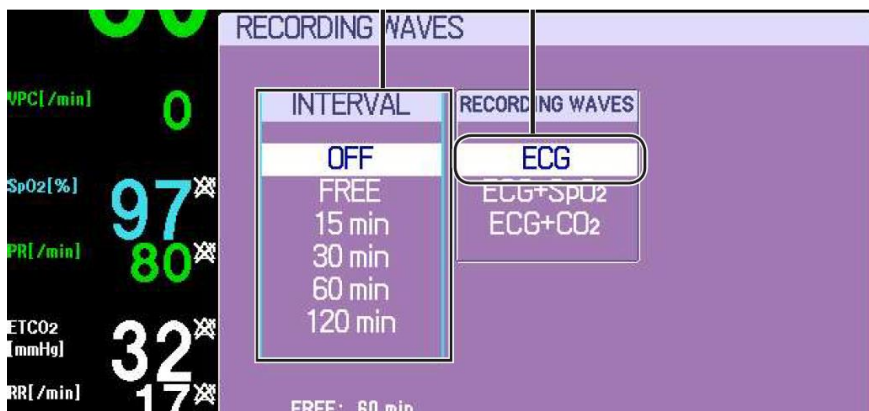 RECORDING WAVES
VPC[/min]
0
INTERVAL
RECORDING WAVES
OFF
ECG
SpO2[%]
97
FREE
ECG+SpO2
15 min
ECG+CO2
PR[/min]
80
30 min
60 min
120 min
ETCO2
[mmHg]
32
RR[/min]
17
FREE: 60 min